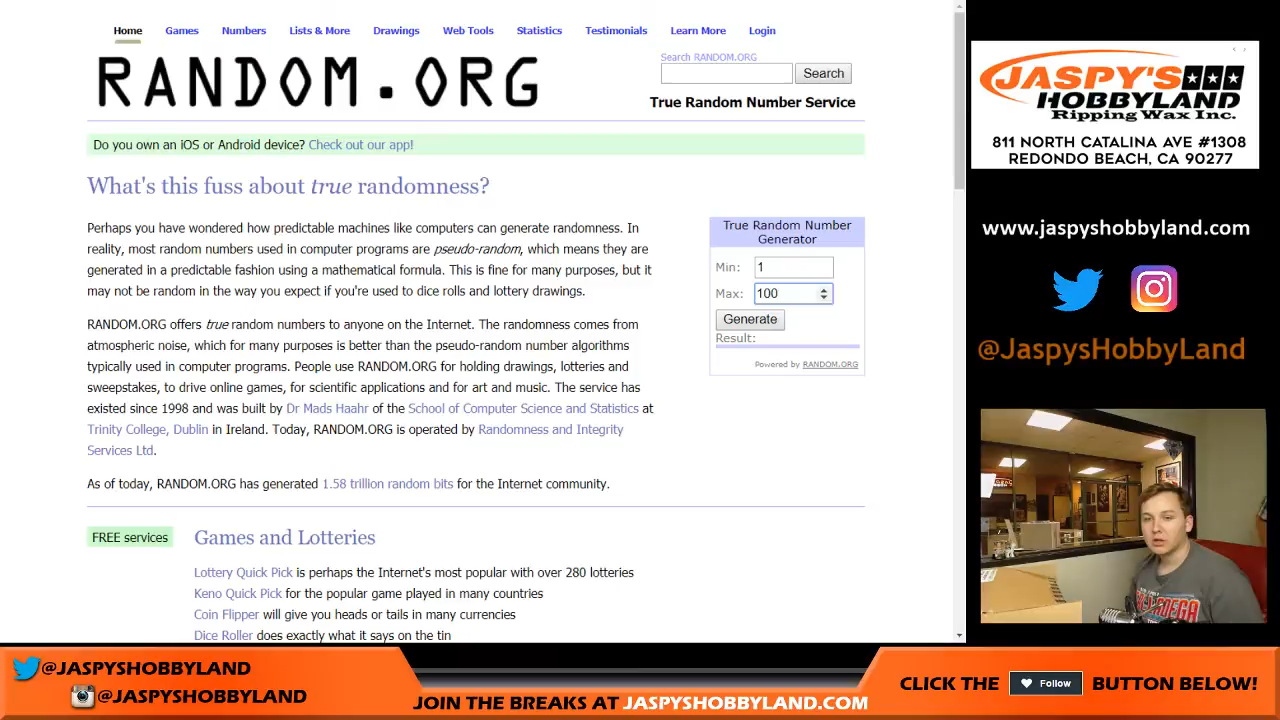 Home Games Numbers Lists & More Drawings Web Tools Statistics Testimonials Learn More Login
RANDOM.ORG
Search RANDOM.ORG
Search
True Random Number Service
Do you own an iOS or Android device? Check out our app!
What's this fuss about true randomness?
Perhaps you have wondered how predictable machines like computers can generate randomness. In
reality, most random numbers used in computer programs are pseudo-random, which means they are
generated in a predictable fashion using a mathematical formula. This is fine for many purposes, but it
may not be random in the way you expect if you're used to dice rolls and lottery drawings.
RANDOM.ORG offers true random numbers to anyone on the Internet. The randomness comes from
atmospheric noise, which for many purposes is better than the pseudo-random number algorithms
typically used in computer programs. People use RANDOM.ORG for holding drawings, lotteries and
sweepstakes, to drive online games, for scientific applications and for art and music. The service has
existed since 1998 and was built by Dr Mads Haahr of the School of Computer Science and Statistics at
Trinity College, Dublin in Ireland. Today, RANDOM.ORG is operated by Randomness and Integrity
Services Ltd.
As of today, RANDOM.ORG has generated 1.58 trillion random bits for the Internet community.
True Random Number
Generator
Min: 1
Max: 100
Generate
Result:
Powered by RANDOM.ORG
FREE services
Games and Lotteries
Lottery Quick Pick is perhaps the Internet's most popular with over 280 lotteries
Keno Quick Pick for the popular game played in many countries
Coin Flipper will give you heads or tails in many currencies
Dice Roller does exactly what it says on the tin
JASPY'S
HOBBYLAND
Ripping Wax Inc.
811 NORTH CATALINA AVE #1308
REDONDO BEACH, CA 90277
www.jaspyshobbyland.com
@JaspysHobbyLand
@JASPYSHOBBYLAND
@JASPYSHOBBYLAND
JOIN THE BREAKS AT JASPYSHOBBYLAND.COM
CLICK THE Follow BUTTON BELOW!